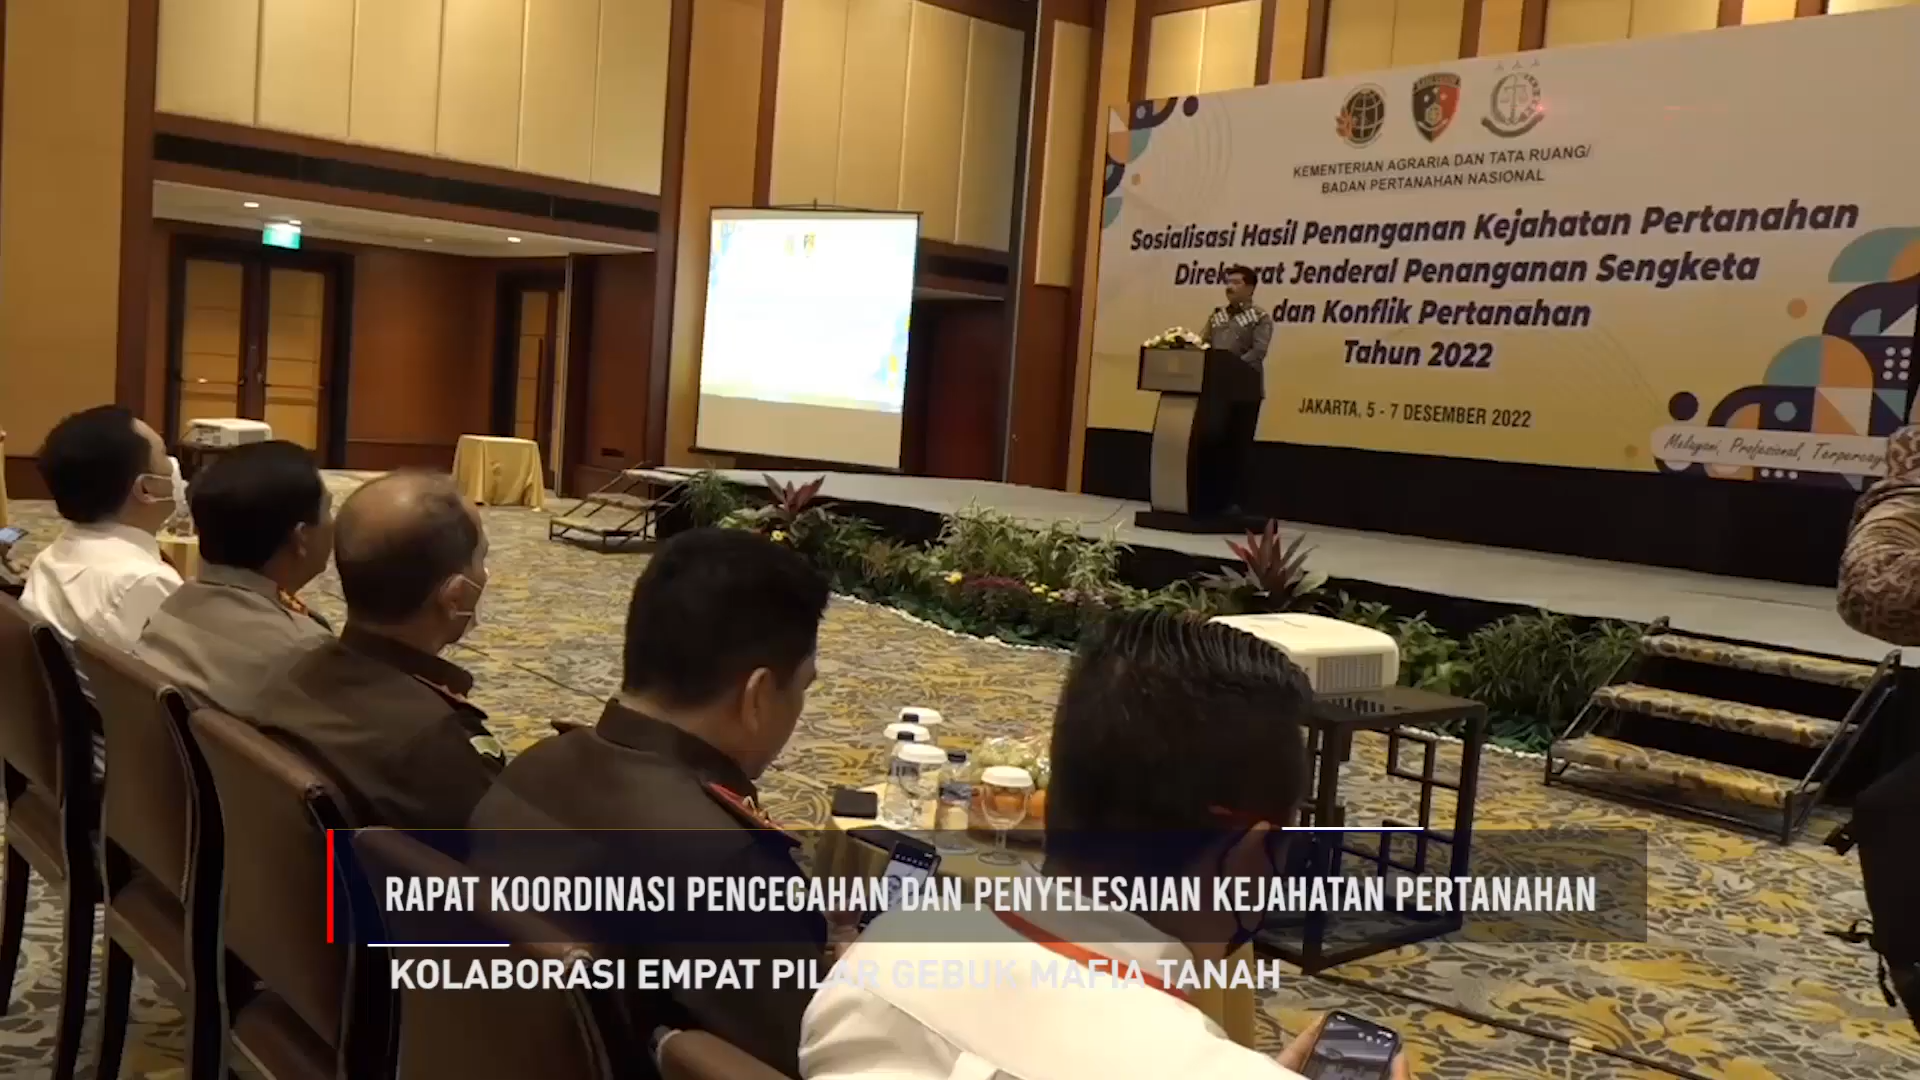 KEMENTERIAN AGRARIA DAN TATA RUANG/
BADAN PERTANAHAN NASIONAL
Sosialisasi Hasil Penanganan Kejahatan Pertanahan
Jenderal Penanganan Sengketa
dan Konflik Pertanahan
Tahun 2022
JAKARTA, 5 - 7 DESEMBER 2022
Melayani, Profesional,
RAPAT KOORDINASI PENCEGAHAN DAN PENYELESAIAN KEJAHATAN PERTANAHAN
KOLABORASI EMPAT PILAR GEBUK MAFIA TANAH